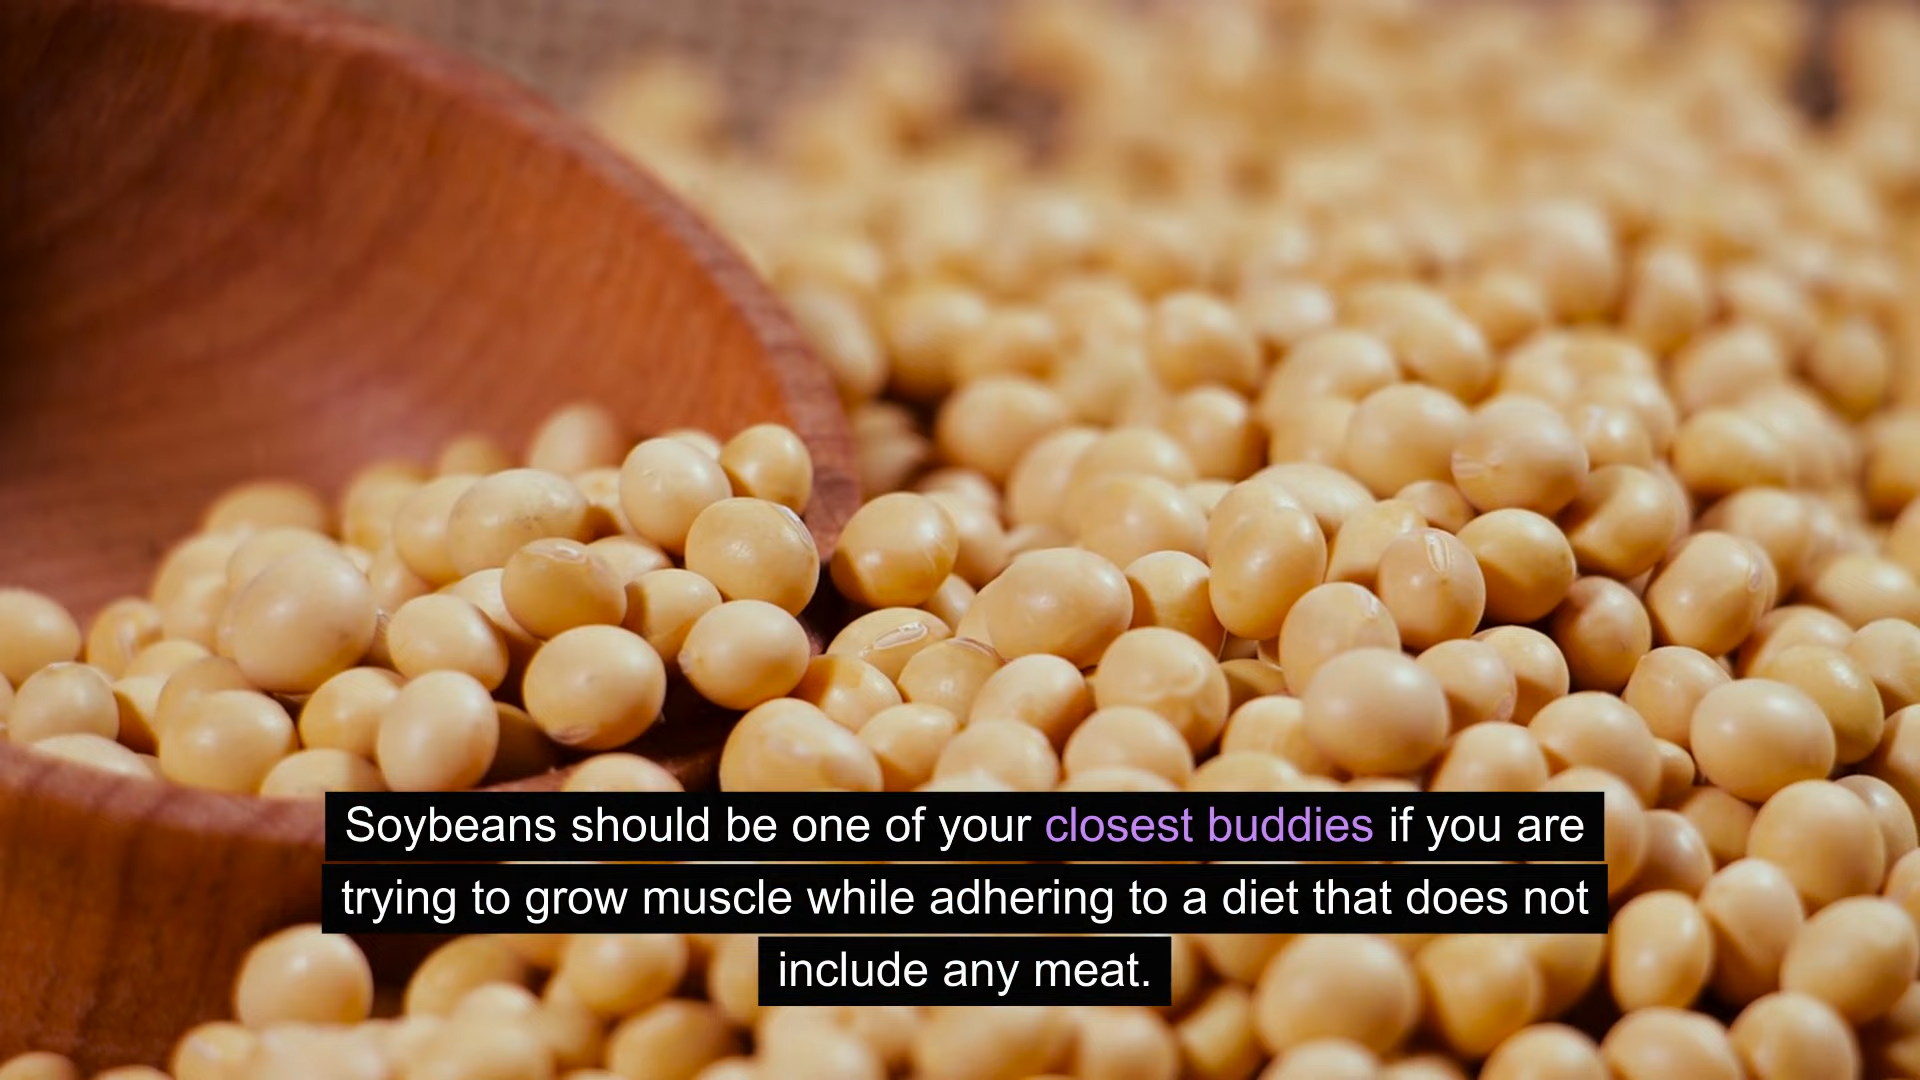 Soybeans should be one of your closest buddies if you are
trying to grow muscle while adhering to a diet that does not
include any meat.